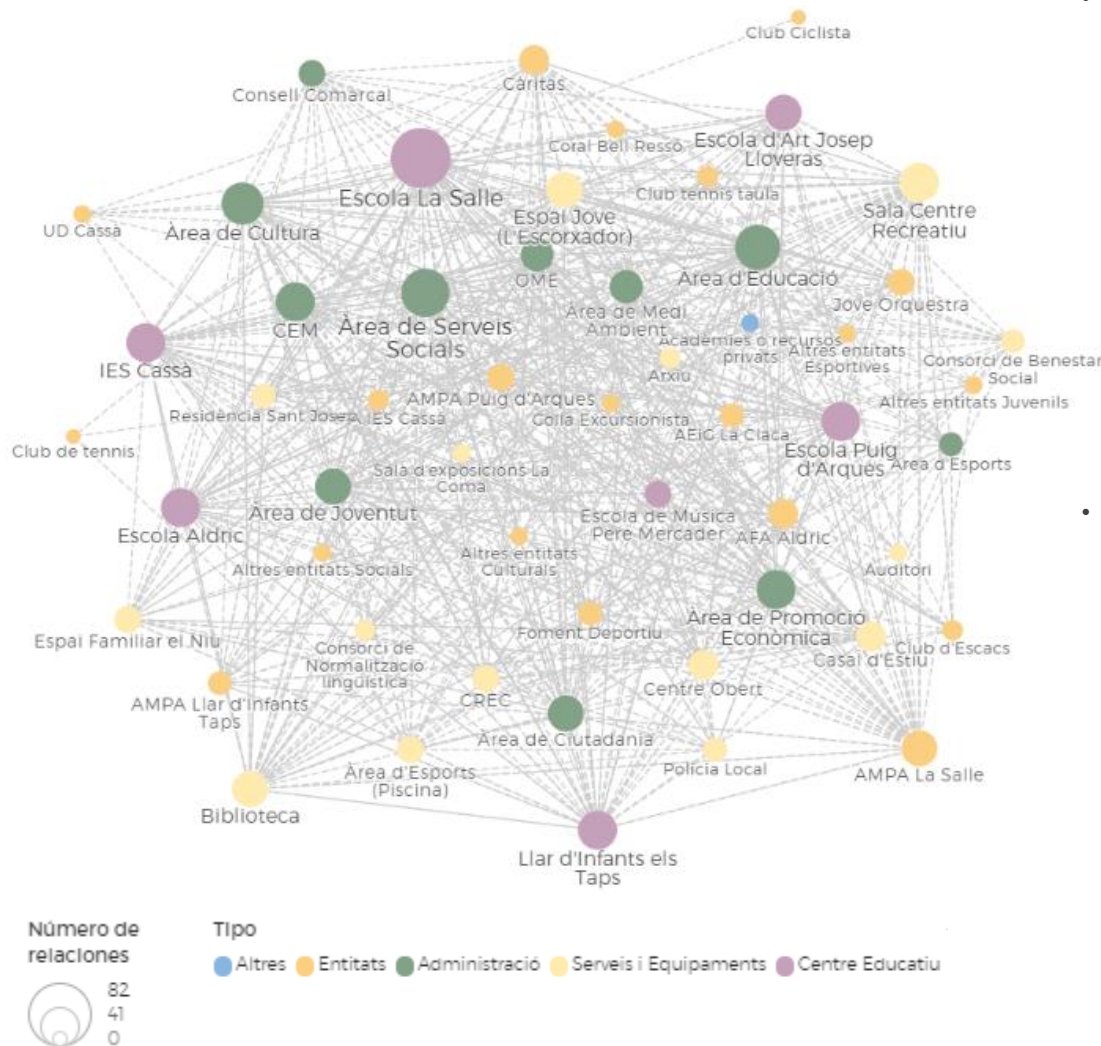 Club Ciclista
Càritas
Consell Comarcal
Coral Bell Ressò
Escola d'Art Josep
Lloveras
Escola La Salle
Club tennis taula
Espai Jove
(L'Escorxador)
Sala Centre
Recreatiu
UD Cassà
Àrea de Cultura
OME
Àrea d'Educació
Jove Orquestra
CEM
Àrea de Serveis
Socials
Àrea de Medi
Ambient
Acadèmies o recursos
privats
Altres entitats
Esportives
Consorci de Benestar
Social
IES Cassà
Arxiu
Altres entitats Juvenils
Residència Sant Josep
IES Cassà
AMPA Puig d'Arques
Colla Excursionista
AEiG La Claca
Escola Puig
d'Arques
Àrea d'Esports
Club de tennis
Sala d'exposicions La
Coma
Àrea de Joventut
Escola de Música
Pere Mercader
AFA Aldric
Escola Aldric
Altres entitats Socials
Altres entitats
Culturals
Auditori
Espai Familiar el Niu
Consorci de
Normalització
lingüística
Foment Deportiu
Àrea de Promoció
Econòmica
Casal d'Estiu
Club d'Escacs
AMPA Llar d'Infants
Taps
CREC
Centre Obert
Àrea de Ciutadania
Àrea d'Esports
(Piscina)
Policia Local
AMPA La Salle
Biblioteca
Llar d'Infants els
Taps
Número de
relaciones
82
41
0
Tipo
Altres
Entitats
Administració
Serveis i Equipaments
Centre Educatiu